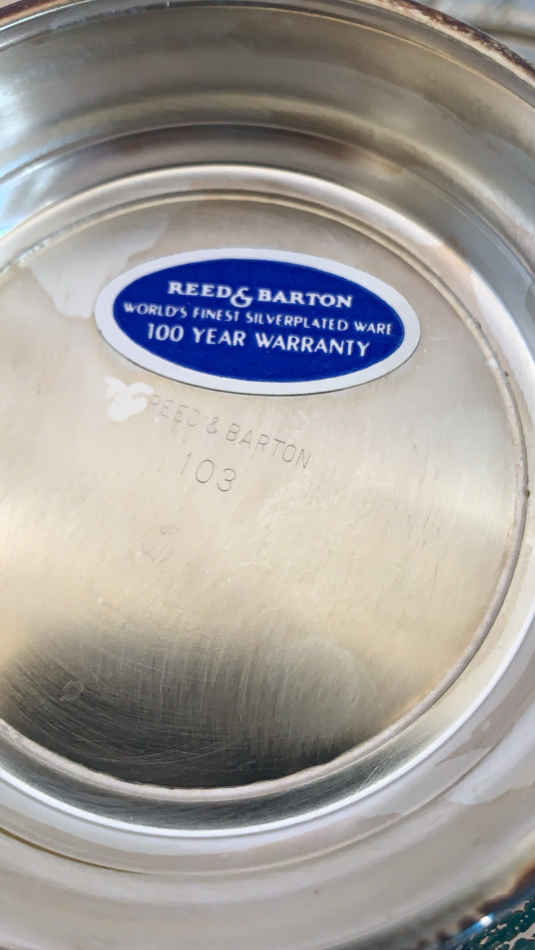 REED & BARTON
WORLD'S FINEST SILVERPLATED WARE
100 YEAR WARRANTY
REED & BARTON
103